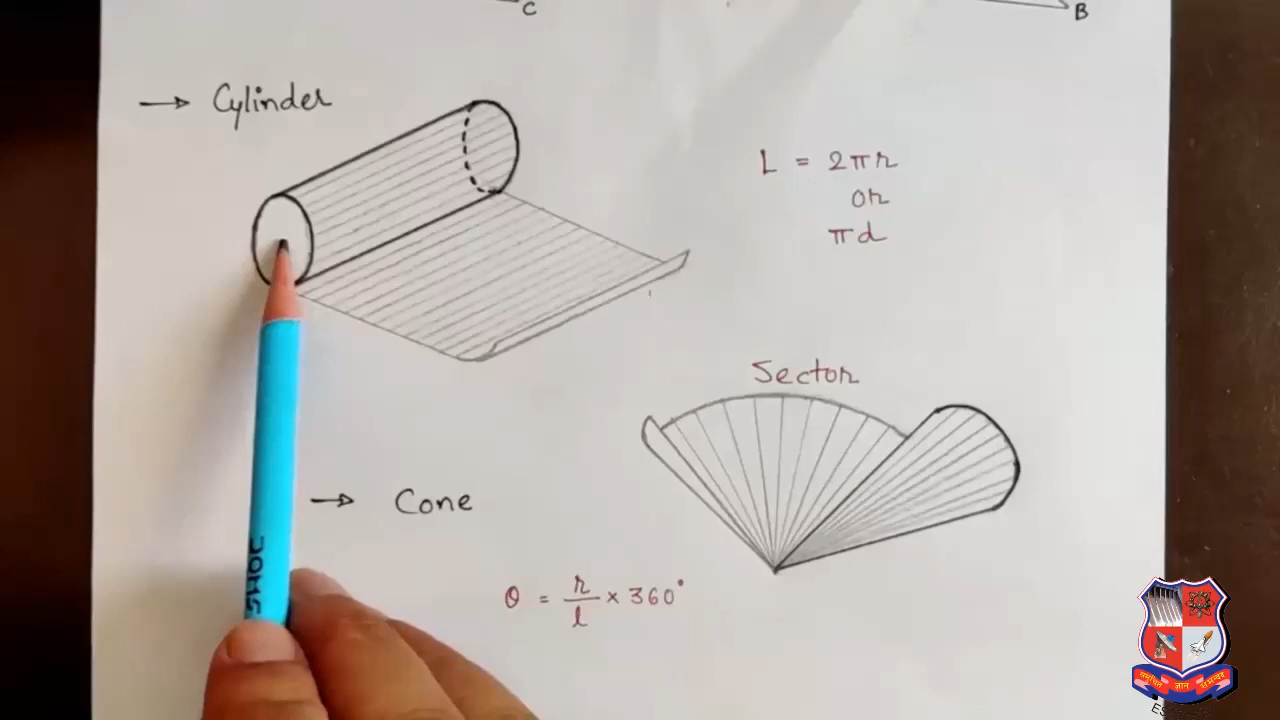 C
B
→ Cylinder
L = 2πr
or
πd
Sector
→ Cone
θ = r/l × 360°